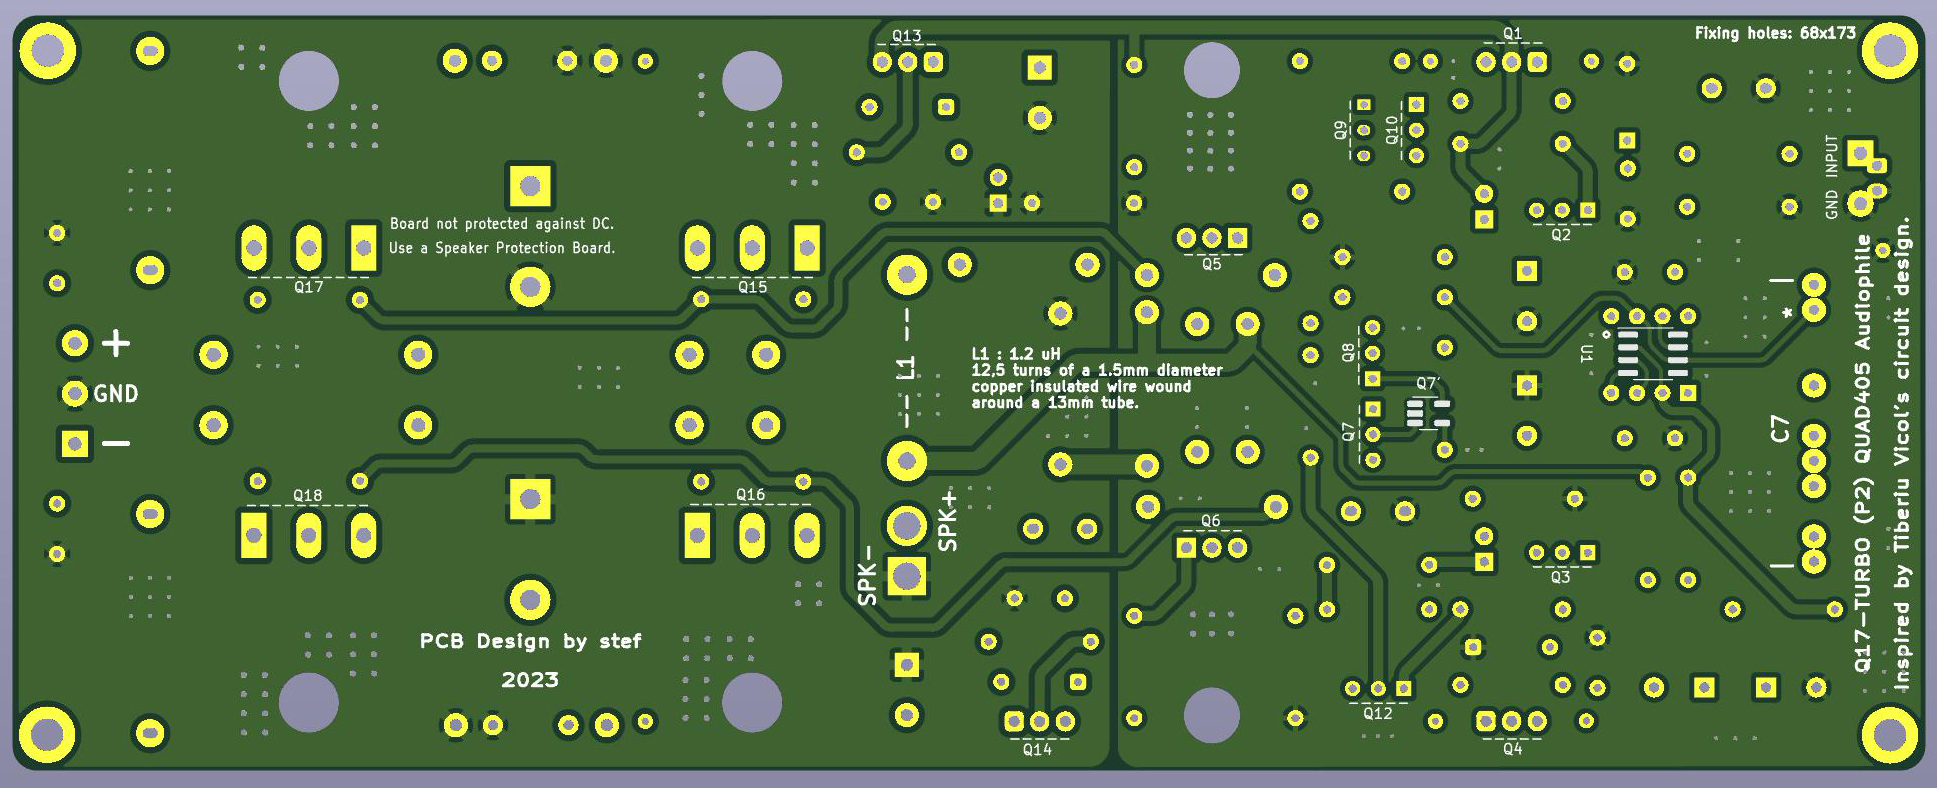 Q13
Q1
Fixing holes: 68x173
Q9
Q10
INPUT
GND
Board not protected against DC.
Use a Speaker Protection Board.
Q2
Q5
Q17
Q15
+
GND
−
L1
L1 : 1.2 uH
12,5 turns of a 1.5mm diameter
copper insulated wire wound
around a 13mm tube.
Q8
Q7'
Q7
U1
*
C7
Q17-TURBO (P2) QUAD405 Audiophile
Inspired by Tiberiu Vicol's circuit design.
Q18
Q16
SPK+
SPK-
Q6
Q3
PCB Design by stef
2023
Q14
Q12
Q4